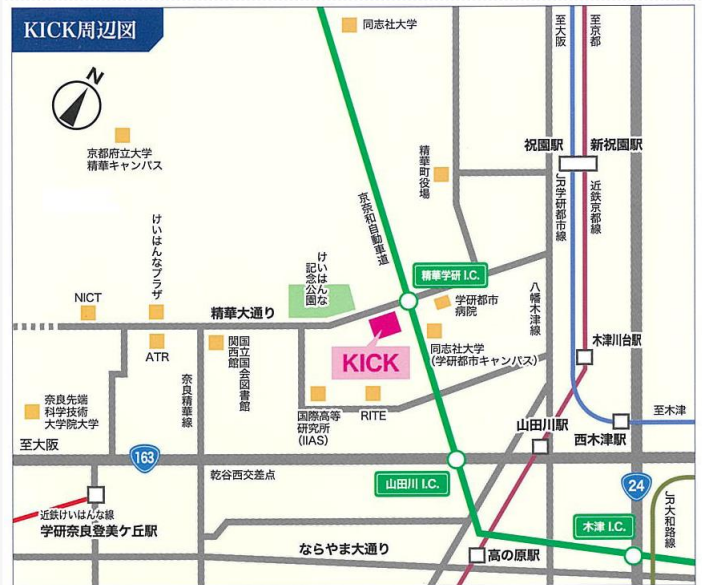 KICK周辺図
N
同志社大学
至大阪
至京都
京都府立大学
精華キャンパス
精華町役場
祝園駅
新祝園駅
JR学研都市線
近鉄京都線
京奈和自動車道
けいはんな
記念公園
けいはんなプラザ
精華学研 I.C.
NICT
精華大通り
学研都市
病院
八幡木津線
ATR
国立国会図書館
関西館
KICK
同志社大学
(学研都市キャンパス)
木津川台駅
奈良精華線
奈良先端
科学技術
大学院大学
国際高等
研究所
(IIAS)
RITE
至木津
山田川駅
西木津駅
至大阪
163
乾谷西交差点
山田川 I.C.
24
近鉄けいはんな線
学研奈良登美ケ丘駅
木津 I.C.
JR大和路線
ならやま大通り
高の原駅